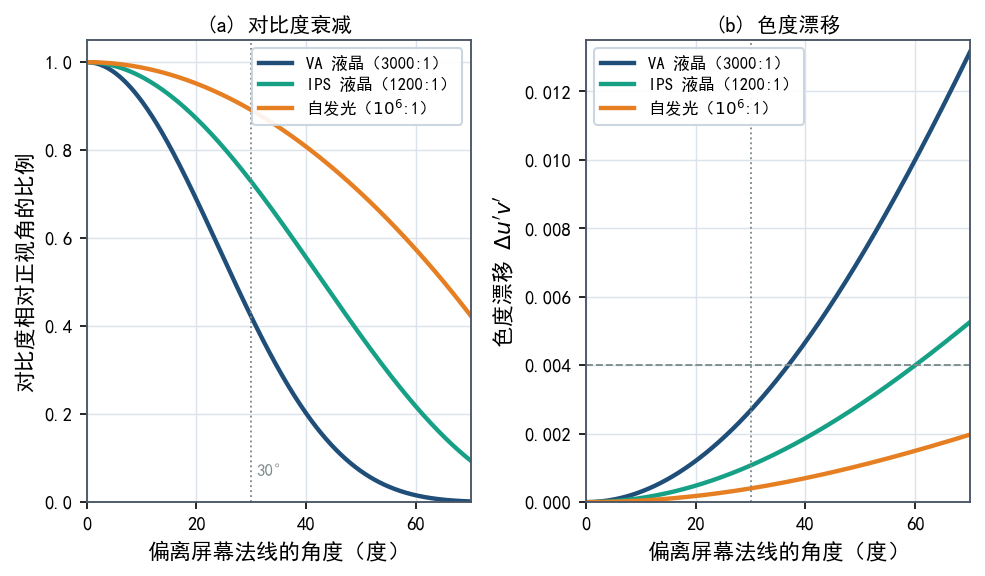 (a) 对比度衰减
VA 液晶（3000:1）
IPS 液晶（1200:1）
自发光（10⁶:1）
对比度相对正视角的比例
1.0
0.8
0.6
0.4
0.2
0.0
30°
0
20
40
60
偏离屏幕法线的角度（度）
(b) 色度漂移
VA 液晶（3000:1）
IPS 液晶（1200:1）
自发光（10⁶:1）
色度漂移 Δu′v′
0.012
0.010
0.008
0.006
0.004
0.002
0.000
0
20
40
60
偏离屏幕法线的角度（度）